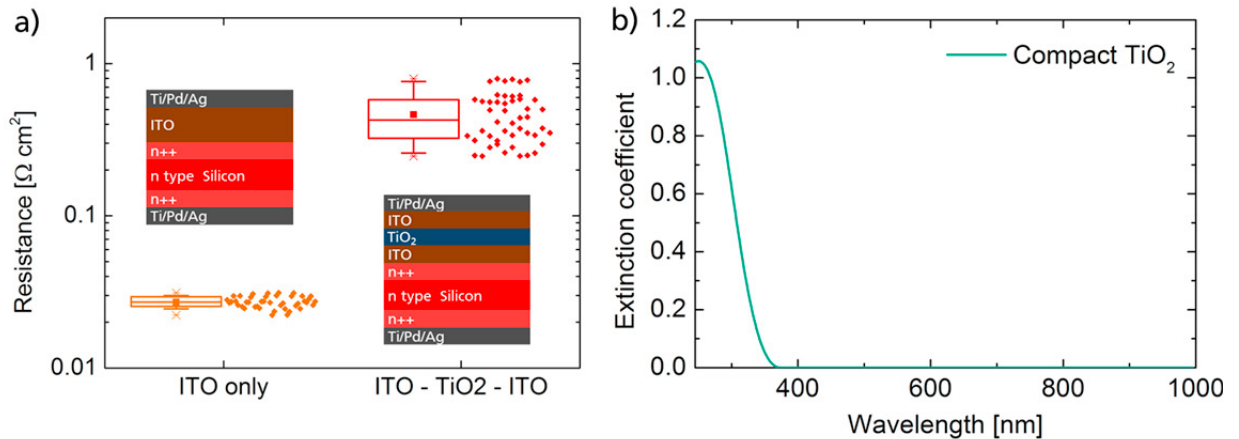 a)
Resistance [Ω cm²]
1
0.1
0.01
Ti/Pd/Ag
ITO
n++
n type Silicon
n++
Ti/Pd/Ag
Ti/Pd/Ag
ITO
TiO₂
ITO
n++
n type Silicon
n++
Ti/Pd/Ag
ITO only
ITO - TiO2 - ITO
b)
Extinction coefficient
1.2
1.0
0.8
0.6
0.4
0.2
0.0
Compact TiO₂
400
600
800
1000
Wavelength [nm]